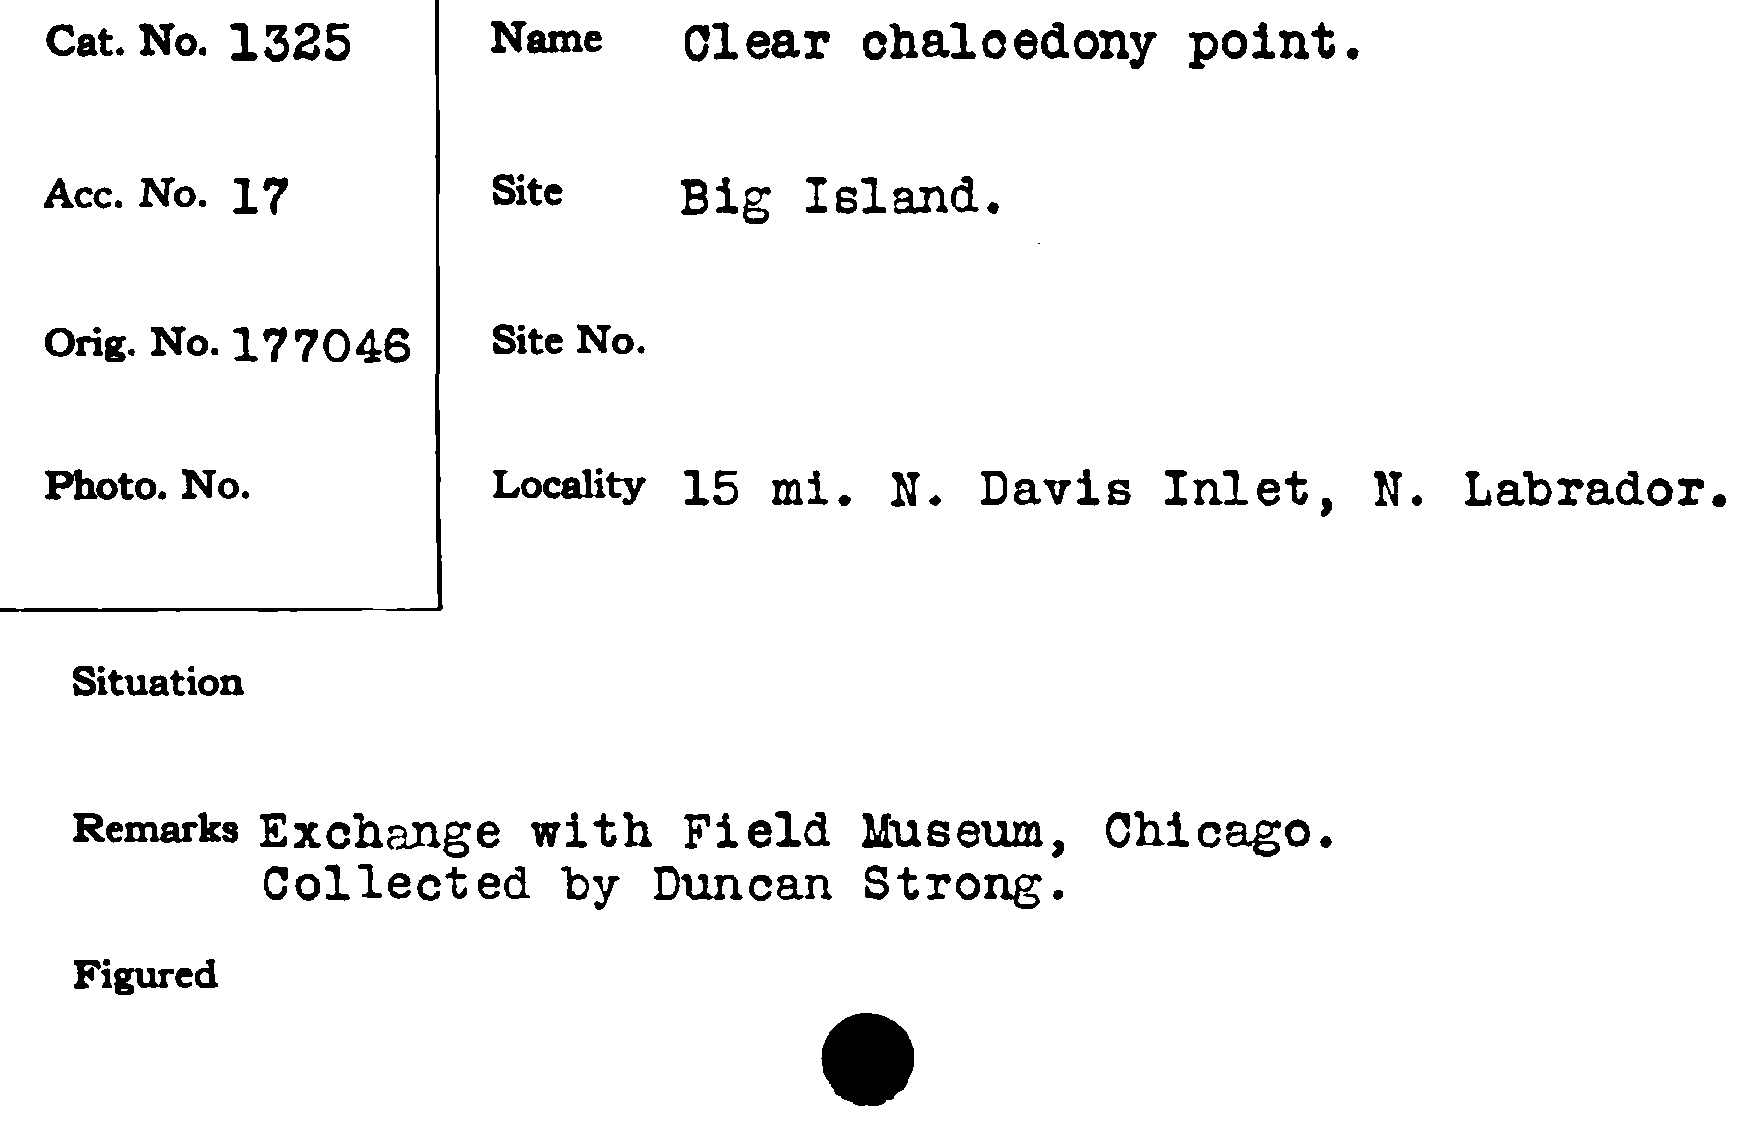 Cat. No. 1325
Name Clear chalcedony point.
Acc. No. 17
Site Big Island.
Orig. No. 177046
Site No.
Photo. No.
Locality 15 mi. N. Davis Inlet, N. Labrador.
Situation
Remarks Exchange with Field Museum, Chicago.
Collected by Duncan Strong.
Figured